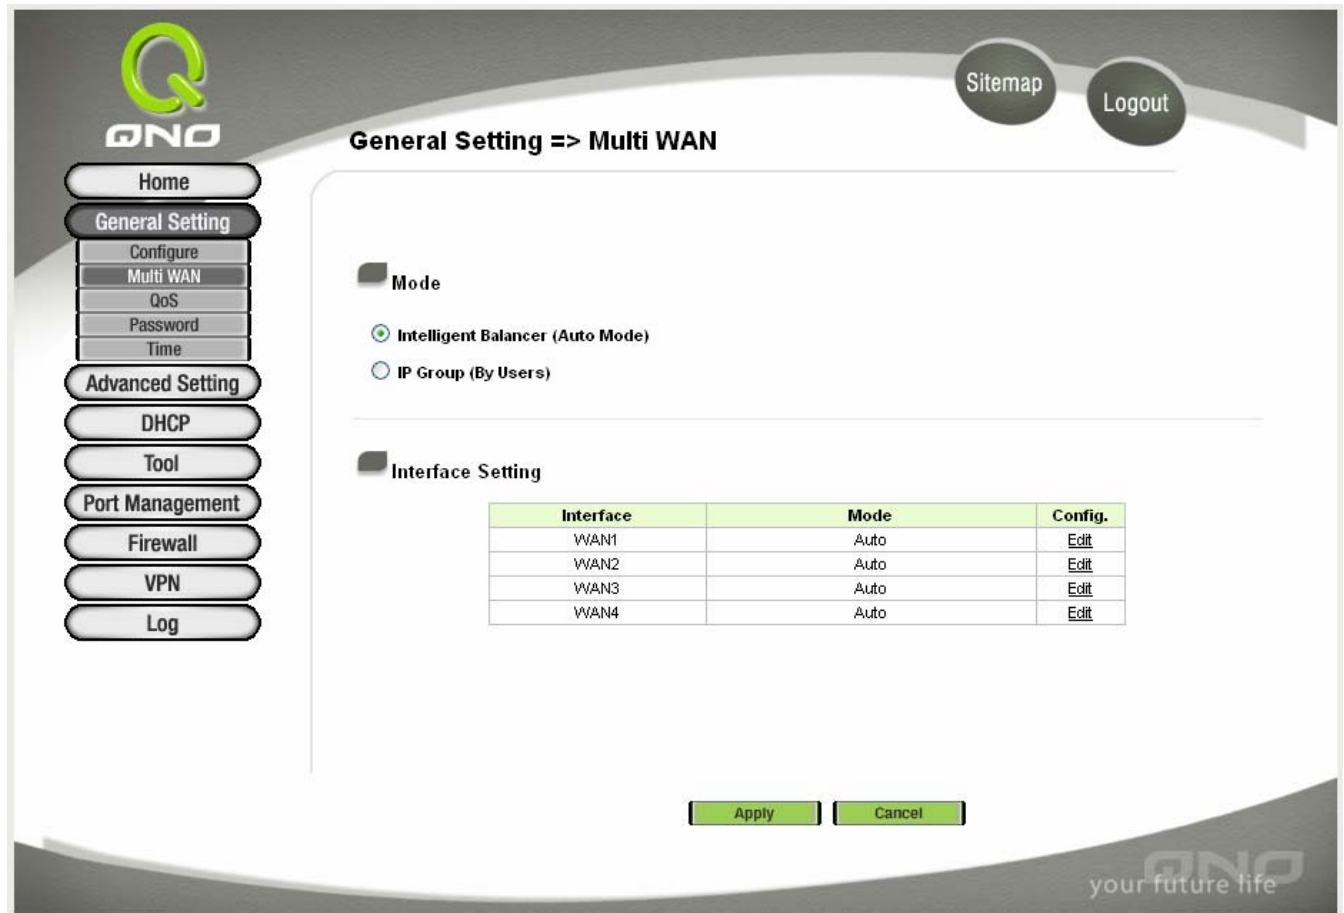 QNO
Sitemap
Logout
General Setting => Multi WAN
Home
General Setting
Configure
Multi WAN
QoS
Password
Time
Advanced Setting
DHCP
Tool
Port Management
Firewall
VPN
Log
Mode
Intelligent Balancer (Auto Mode)
IP Group (By Users)
Interface Setting
Interface Mode Config.
WAN1 Auto Edit
WAN2 Auto Edit
WAN3 Auto Edit
WAN4 Auto Edit
Apply Cancel
QNO
your future life